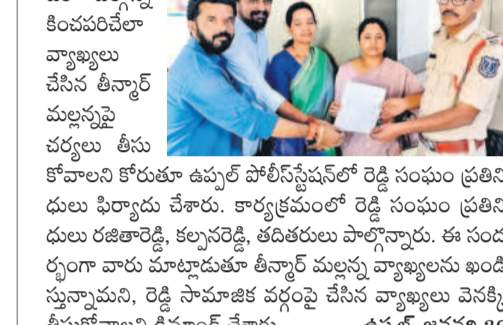 కించపరిచేలా
వ్యాఖ్యలు
చేసిన తీన్మార్
మల్లన్నపై
చర్యలు తీసు
కోవాలని కోరుతూ ఉప్పల్ పోలీస్‌స్టేషన్‌లో రెడ్డి సంఘం ప్రతిని
ధులు ఫిర్యాదు చేశారు. కార్యక్రమంలో రెడ్డి సంఘం ప్రతిని
ధులు రజితారెడ్డి, కల్పనరెడ్డి, తదితరులు పాల్గొన్నారు. ఈ సంద
ర్భంగా వారు మాట్లాడుతూ తీన్మార్ మల్లన్న వ్యాఖ్యలను ఖండి
స్తున్నామని, రెడ్డి సామాజిక వర్గంపై చేసిన వ్యాఖ్యలు వెనక్కి